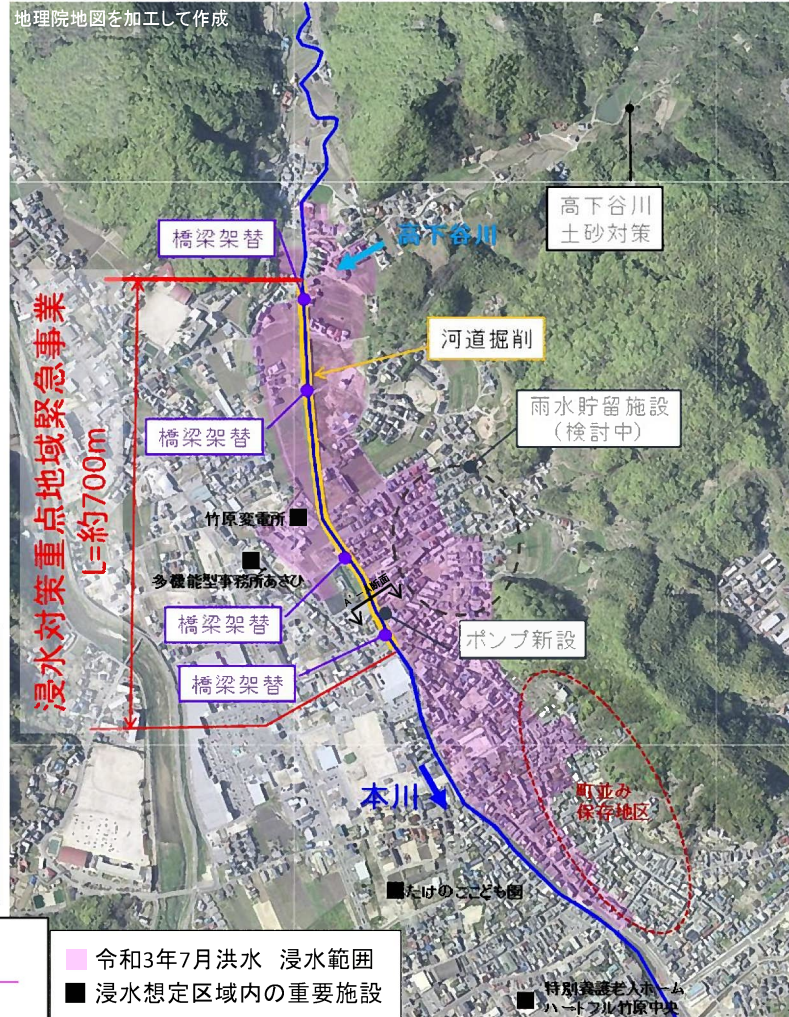 地理院地図を加工して作成
高下谷川
土砂対策
橋梁架替
高下谷川
浸水対策重点地域緊急事業
L=約700m
河道掘削
雨水貯留施設
(検討中)
橋梁架替
竹原変電所
多機能型事務所あさひ
橋梁架替
ポンプ新設
橋梁架替
町並み
保存地区
本川
たけのここども園
令和3年7月洪水 浸水範囲
浸水想定区域内の重要施設
特別養護老人ホーム
ハートフル竹原中央